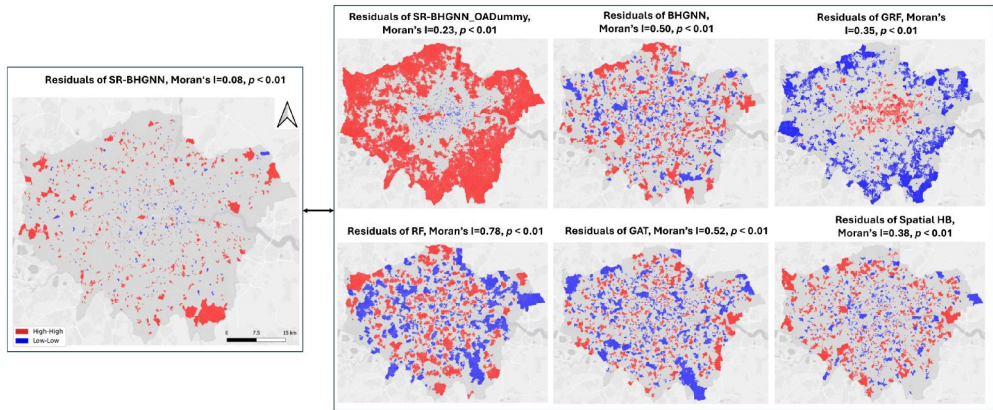 Residuals of SR-BHGNN, Moran's I=0.08, p < 0.01
High-High
Low-Low
0 7.5 15 km
Residuals of SR-BHGNN_OADummy,
Moran's I=0.23, p < 0.01
Residuals of BHGNN,
Moran's I=0.50, p < 0.01
Residuals of GRF, Moran's
I=0.35, p < 0.01
Residuals of RF, Moran's I=0.78, p < 0.01
Residuals of GAT, Moran's I=0.52, p < 0.01
Residuals of Spatial HB,
Moran's I=0.38, p < 0.01